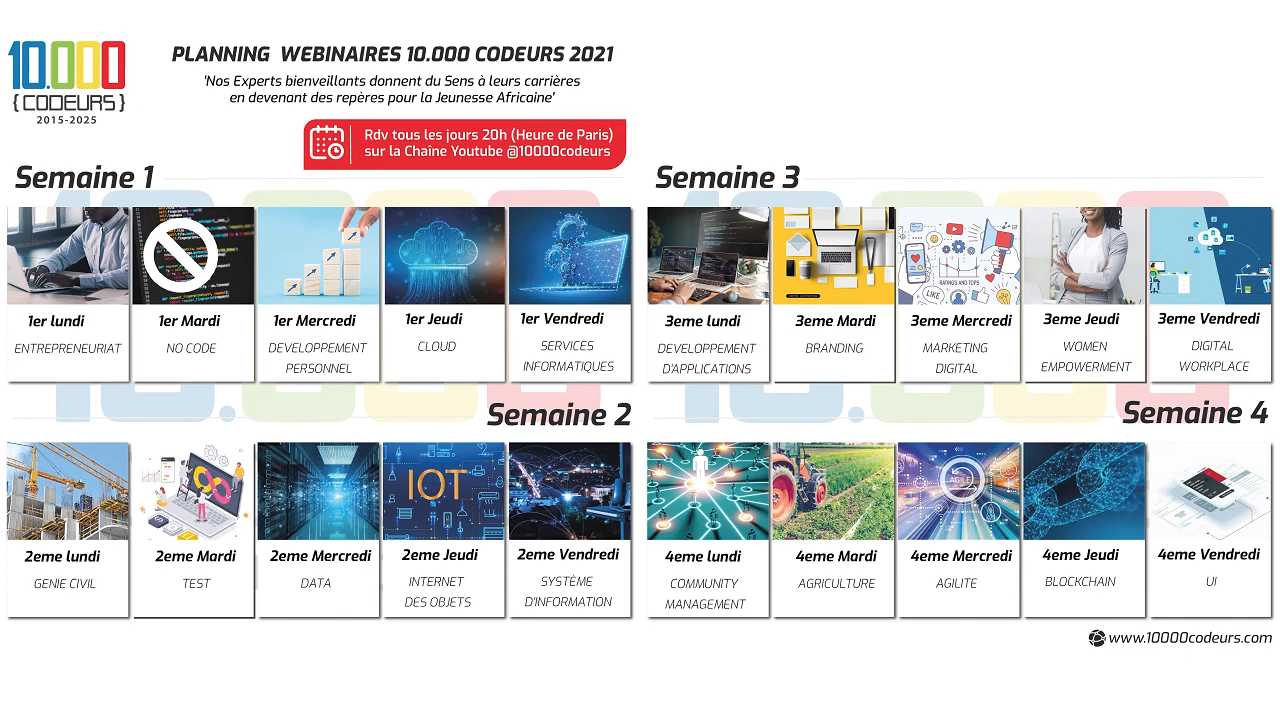 10.000
{CODEURS}
2015-2025
PLANNING WEBINAIRES 10.000 CODEURS 2021
'Nos Experts bienveillants donnent du Sens à leurs carrières
en devenant des repères pour la Jeunesse Africaine'
Rdv tous les jours 20h (Heure de Paris)
sur la Chaîne Youtube @10000codeurs
Semaine 1
1er lundi
ENTREPRENEURIAT
1er Mardi
NO CODE
1er Mercredi
DEVELOPPEMENT
PERSONNEL
1er Jeudi
CLOUD
1er Vendredi
SERVICES
INFORMATIQUES
Semaine 2
2eme lundi
GENIE CIVIL
2eme Mardi
TEST
2eme Mercredi
DATA
IOT
2eme Jeudi
INTERNET
DES OBJETS
2eme Vendredi
SYSTÈME
D'INFORMATION
Semaine 3
3eme lundi
DEVELOPPEMENT
D'APPLICATIONS
3eme Mardi
BRANDING
RATINGS AND TOPS
LIKE
3eme Mercredi
MARKETING
DIGITAL
3eme Jeudi
WOMEN
EMPOWERMENT
3eme Vendredi
DIGITAL
WORKPLACE
Semaine 4
4eme lundi
COMMUNITY
MANAGEMENT
4eme Mardi
AGRICULTURE
AGILE
4eme Mercredi
AGILITE
4eme Jeudi
BLOCKCHAIN
4eme Vendredi
UI
www.10000codeurs.com